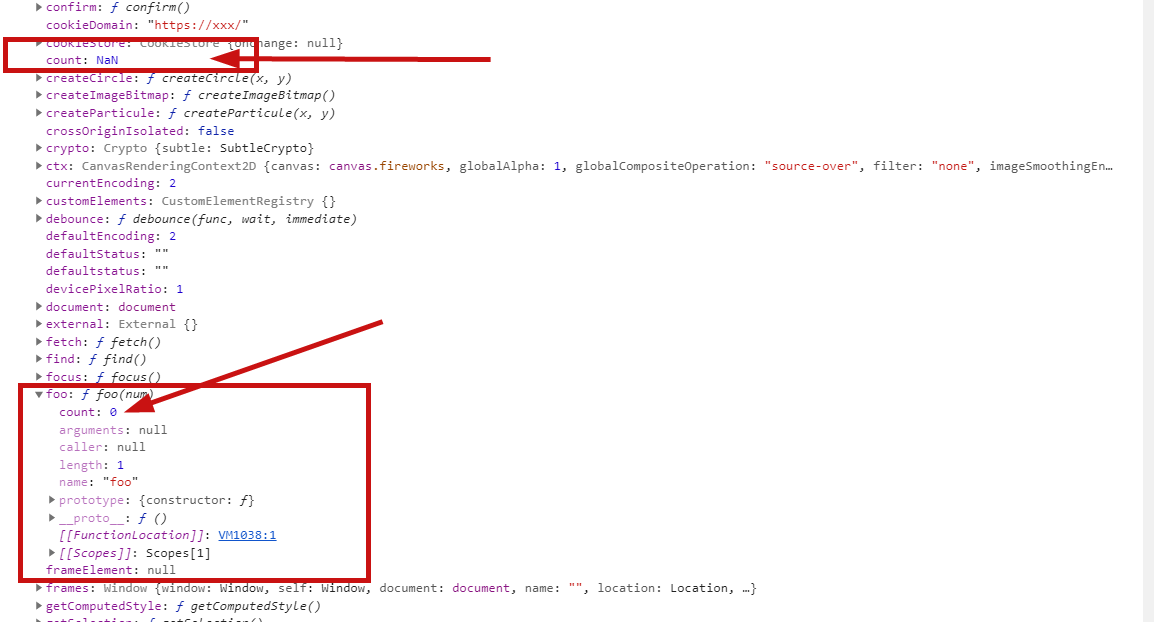 confirm: ƒ confirm()
cookieDomain: "https://xxx/"
cookieStore: CookieStore {onchange: null}
count: NaN
createCircle: ƒ createCircle(x, y)
createImageBitmap: ƒ createImageBitmap()
createParticule: ƒ createParticule(x, y)
crossOriginIsolated: false
crypto: Crypto {subtle: SubtleCrypto}
ctx: CanvasRenderingContext2D {canvas: canvas.fireworks, globalAlpha: 1, globalCompositeOperation: "source-over", filter: "none", imageSmoothingEn…
currentEncoding: 2
customElements: CustomElementRegistry {}
debounce: ƒ debounce(func, wait, immediate)
defaultEncoding: 2
defaultStatus: ""
defaultstatus: ""
devicePixelRatio: 1
document: document
external: External {}
fetch: ƒ fetch()
find: ƒ find()
focus: ƒ focus()
foo: ƒ foo(num)
count: 0
arguments: null
caller: null
length: 1
name: "foo"
prototype: {constructor: ƒ}
__proto__: ƒ ()
[[FunctionLocation]]: VM1038:1
[[Scopes]]: Scopes[1]
frameElement: null
frames: Window {window: Window, self: Window, document: document, name: "", location: Location, …}
getComputedStyle: ƒ getComputedStyle()
getSelection: ƒ getSelection()